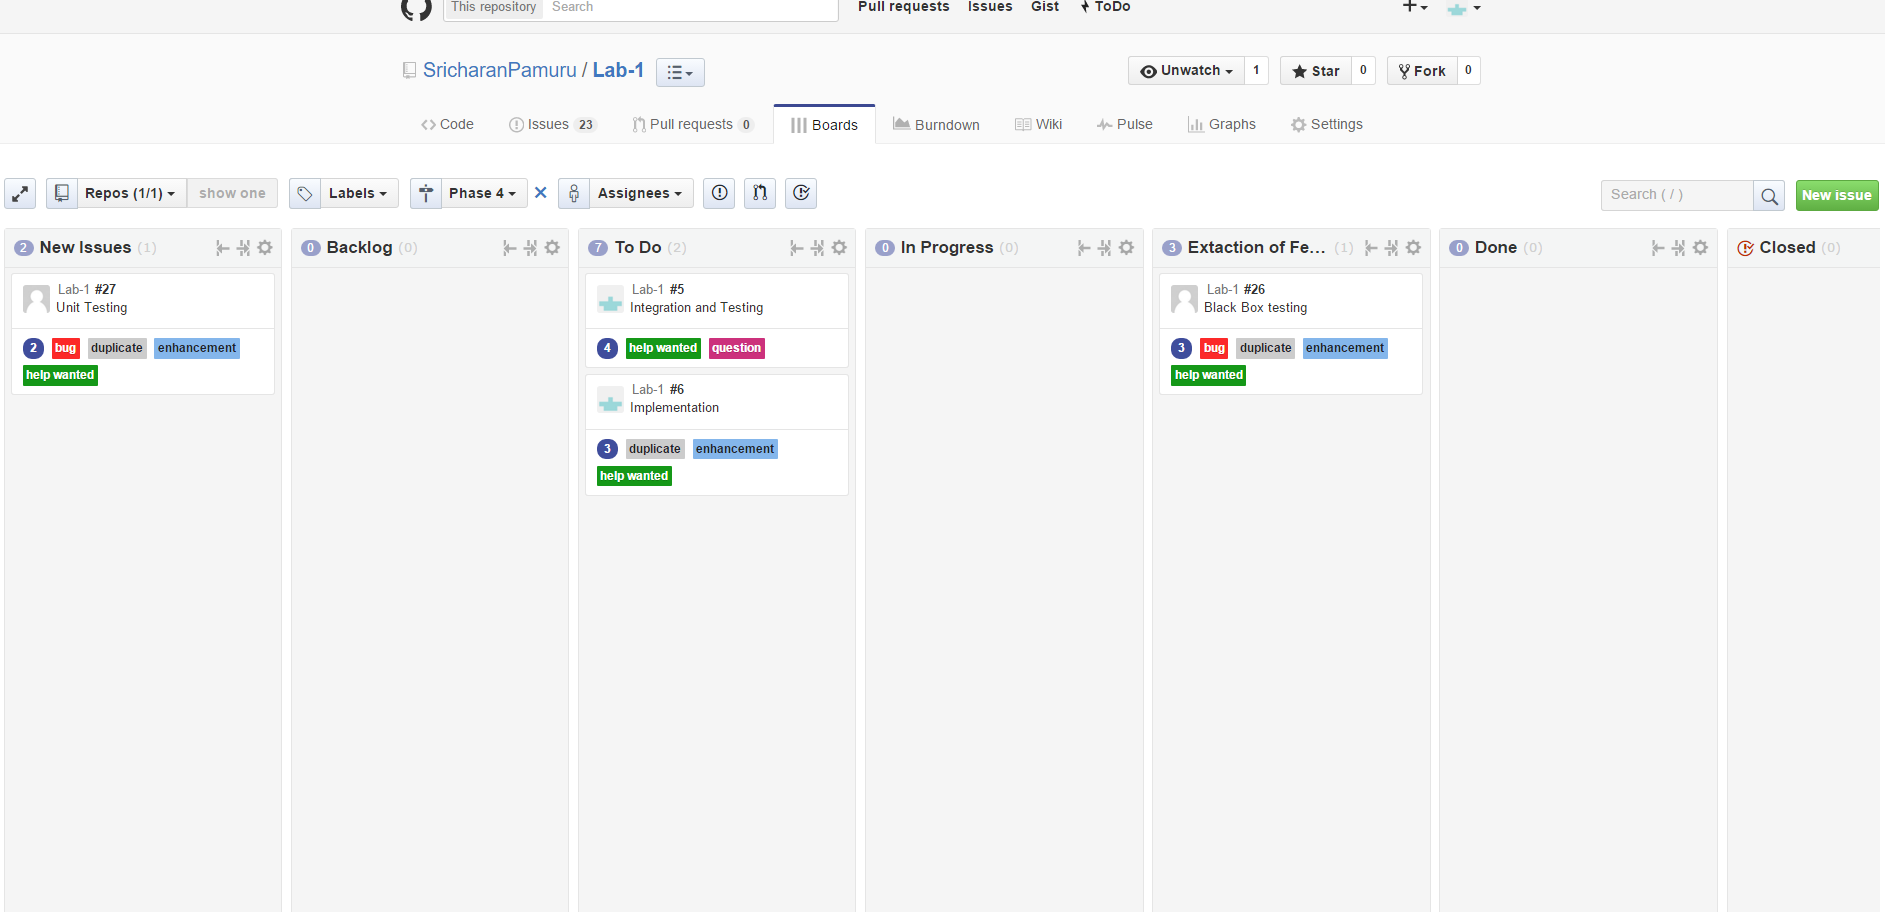 This repository Search Pull requests Issues Gist ToDo
SricharanPamuru / Lab-1 Unwatch 1 Star 0 Fork 0
Code Issues 23 Pull requests 0 Boards Burndown Wiki Pulse Graphs Settings
Repos (1/1) show one Labels Phase 4 Assignees Search ( / ) New issue
2 New Issues (1)
Lab-1 #27
Unit Testing
2 bug duplicate enhancement
help wanted
0 Backlog (0)
7 To Do (2)
Lab-1 #5
Integration and Testing
4 help wanted question
Lab-1 #6
Implementation
3 duplicate enhancement
help wanted
0 In Progress (0)
3 Extaction of Fe... (1)
Lab-1 #26
Black Box testing
3 bug duplicate enhancement
help wanted
0 Done (0)
Closed (0)